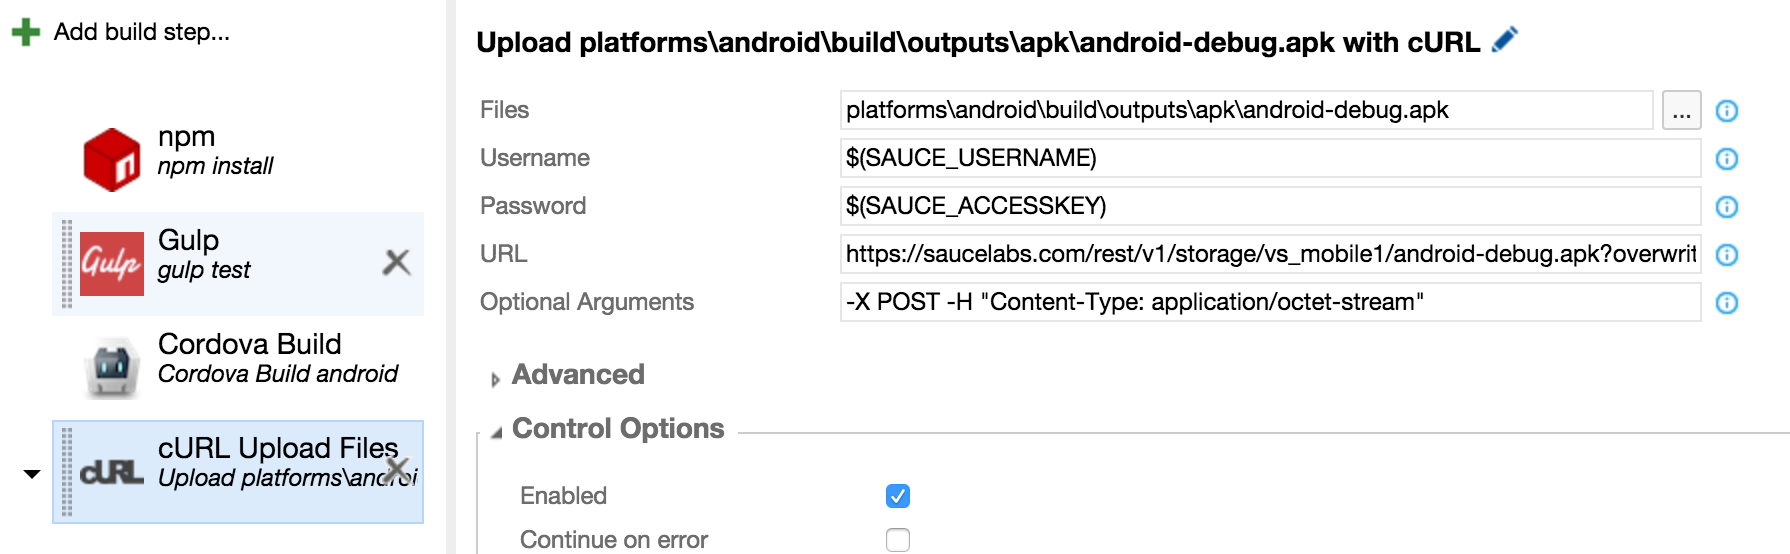 Add build step...
npm
npm install
Gulp
Gulp
gulp test
Cordova Build
Cordova Build android
cURL
cURL Upload Files
Upload platforms\androi
Upload platforms\android\build\outputs\apk\android-debug.apk with cURL
Files
platforms\android\build\outputs\apk\android-debug.apk
...
Username
$(SAUCE_USERNAME)
Password
$(SAUCE_ACCESSKEY)
URL
https://saucelabs.com/rest/v1/storage/vs_mobile1/android-debug.apk?overwrit
Optional Arguments
-X POST -H "Content-Type: application/octet-stream"
Advanced
Control Options
Enabled
Continue on error